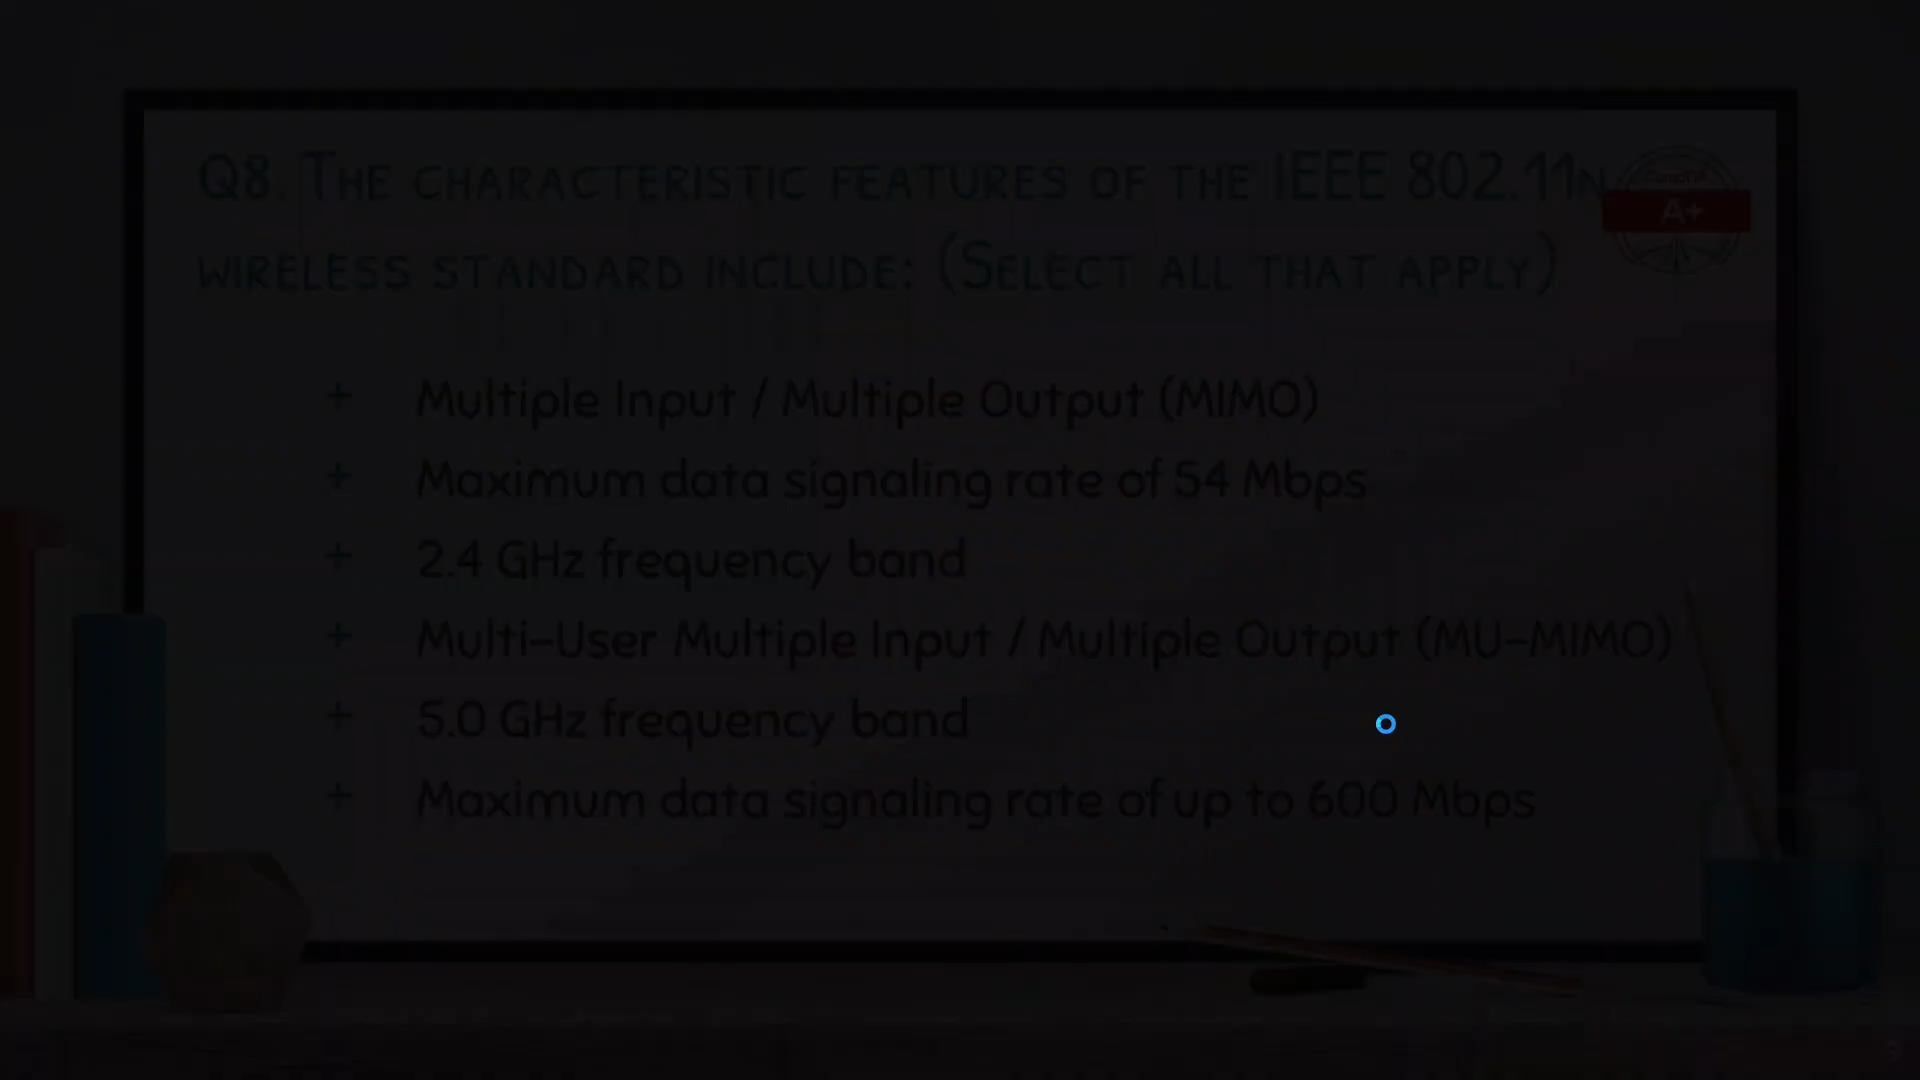 Q8. The characteristic features of the IEEE 802.11n
wireless standard include: (Select all that apply)
CompTIA
A+
+ Multiple Input / Multiple Output (MIMO)
+ Maximum data signaling rate of 54 Mbps
+ 2.4 GHz frequency band
+ Multi-User Multiple Input / Multiple Output (MU-MIMO)
+ 5.0 GHz frequency band
+ Maximum data signaling rate of up to 600 Mbps
9